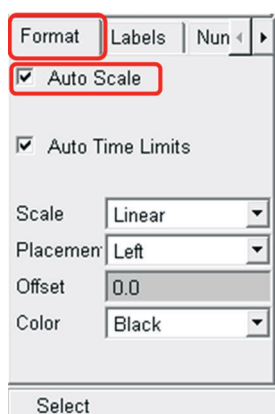 Format Labels Nun
Auto Scale
Auto Time Limits
Scale Linear
Placemen Left
Offset 0.0
Color Black
Select